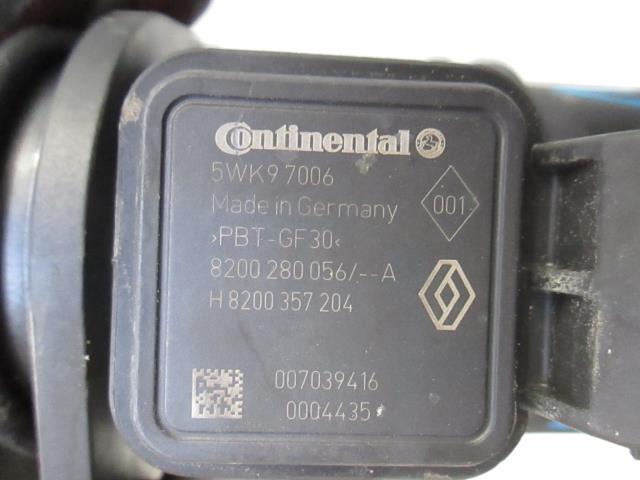 Continental
5WK9 7006
Made in Germany
001
>PBT-GF30<
8200 280 056/--A
H 8200 357 204
007039416
0004435*